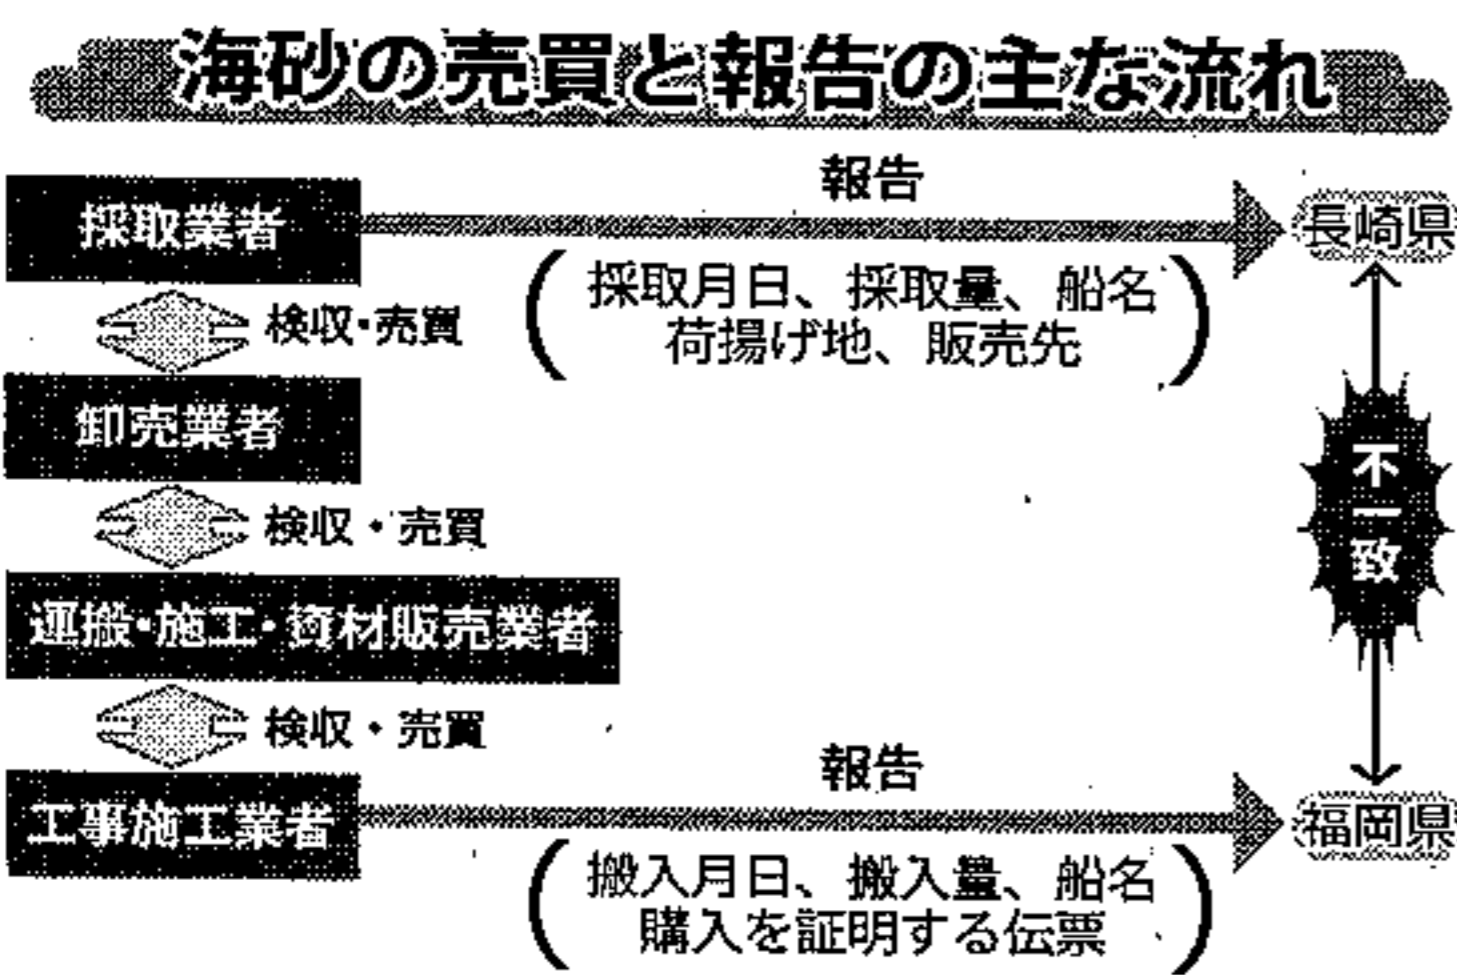 海砂の売買と報告の主な流れ
採取業者
報告
長崎県
(採取月日、採取量、船名
荷揚げ地、販売先)
検収・売買
卸売業者
検収・売買
不一致
運搬・施工・資材販売業者
検収・売買
工事施工業者
報告
福岡県
(搬入月日、搬入量、船名
購入を証明する伝票)